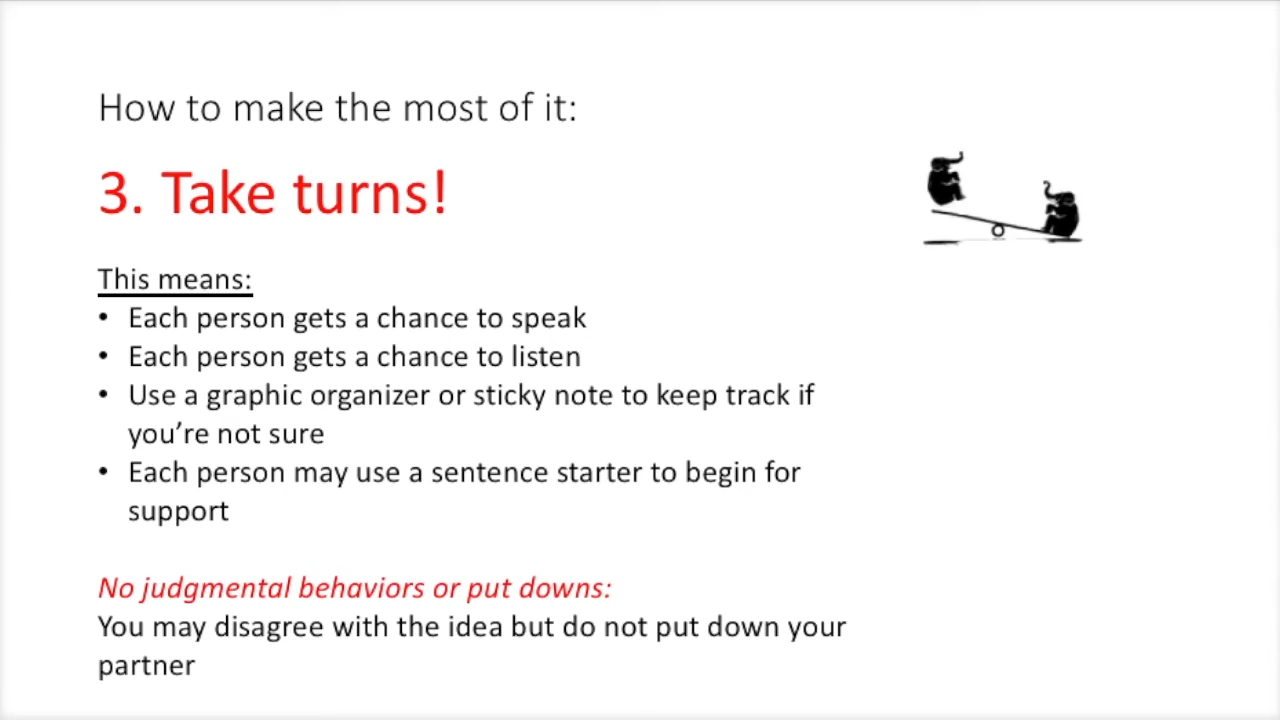 How to make the most of it:
3. Take turns!
This means:
• Each person gets a chance to speak
• Each person gets a chance to listen
• Use a graphic organizer or sticky note to keep track if
you’re not sure
• Each person may use a sentence starter to begin for
support
No judgmental behaviors or put downs:
You may disagree with the idea but do not put down your
partner